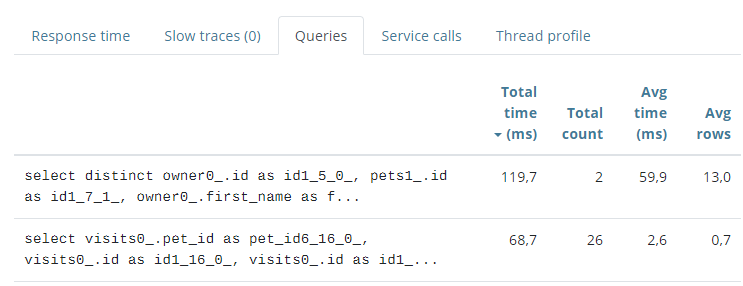 Response time Slow traces (0) Queries Service calls Thread profile
Total Avg
time Total time Avg
(ms) count (ms) rows
select distinct owner0_.id as id1_5_0_, pets1_.id 119,7 2 59,9 13,0
as id1_7_1_, owner0_.first_name as f...
select visits0_.pet_id as pet_id6_16_0_, 68,7 26 2,6 0,7
visits0_.id as id1_16_0_, visits0_.id as id1_...